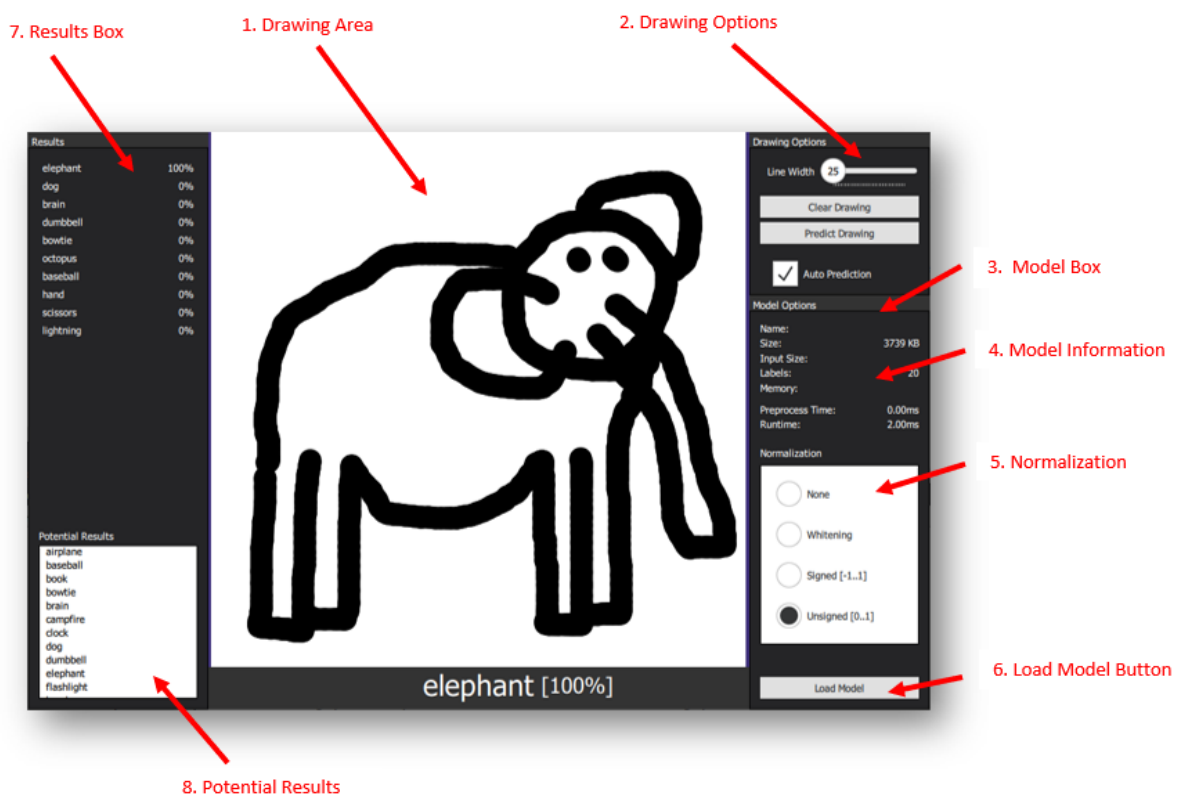 7. Results Box
1. Drawing Area
2. Drawing Options
Results
elephant 100%
dog 0%
brain 0%
dumbbell 0%
bowtie 0%
octopus 0%
baseball 0%
hand 0%
scissors 0%
lightning 0%
Potential Results
airplane
baseball
book
bowtie
brain
campfire
clock
dog
dumbbell
elephant
flashlight
elephant [100%]
Drawing Options
Line Width 25
Clear Drawing
Predict Drawing
Auto Prediction
Model Options
Name:
Size: 3739 KB
Input Size:
Labels: 20
Memory:
Preprocess Time: 0.00ms
Runtime: 2.00ms
Normalization
None
Whitening
Signed [-1..1]
Unsigned [0..1]
Load Model
3. Model Box
4. Model Information
5. Normalization
6. Load Model Button
8. Potential Results